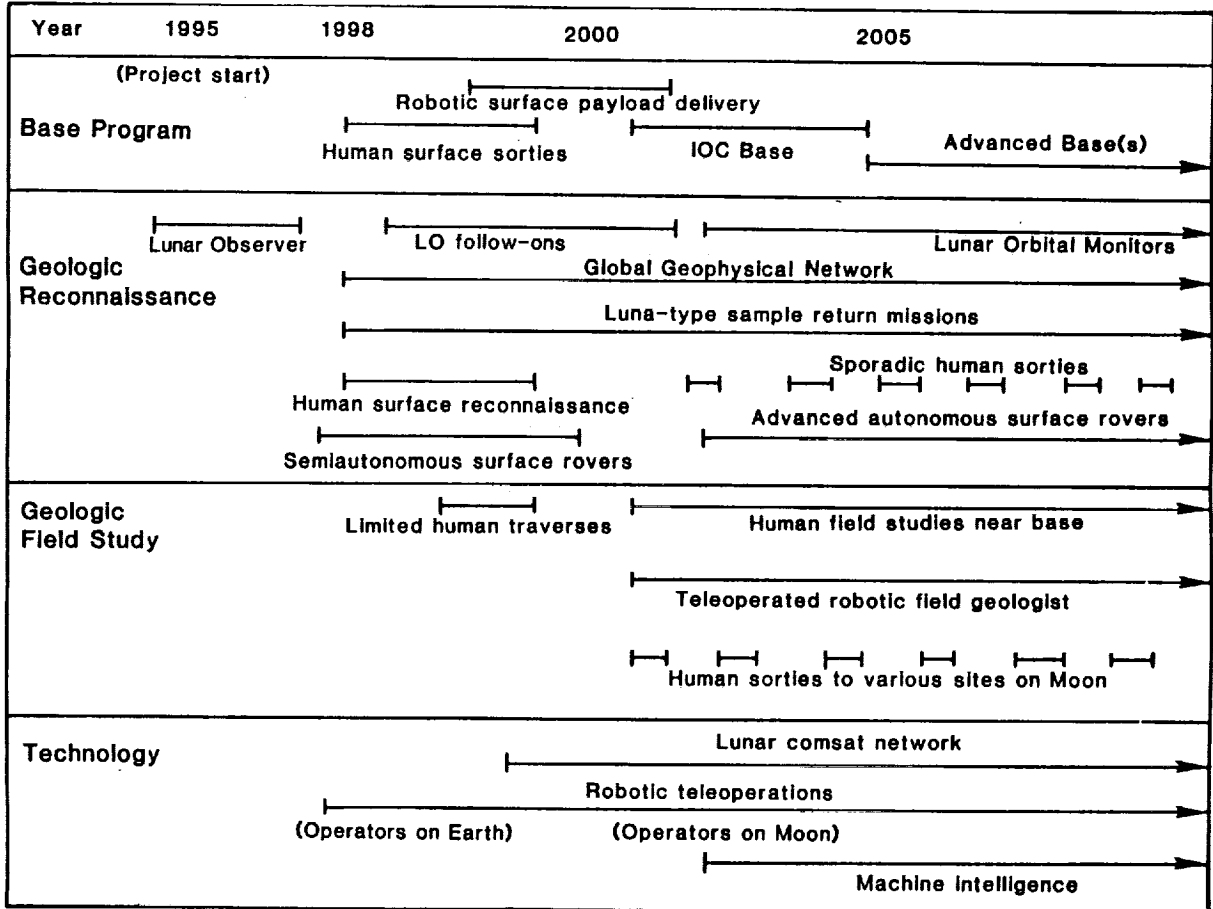 Year 1995 1998 2000 2005
(Project start)
Robotic surface payload delivery
Base Program
Human surface sorties
IOC Base
Advanced Base(s)
Lunar Observer
LO follow-ons
Lunar Orbital Monitors
Geologic
Reconnaissance
Global Geophysical Network
Luna-type sample return missions
Sporadic human sorties
Human surface reconnaissance
Advanced autonomous surface rovers
Semiautonomous surface rovers
Geologic
Field Study
Limited human traverses
Human field studies near base
Teleoperated robotic field geologist
Human sorties to various sites on Moon
Technology
Lunar comsat network
Robotic teleoperations
(Operators on Earth)
(Operators on Moon)
Machine intelligence